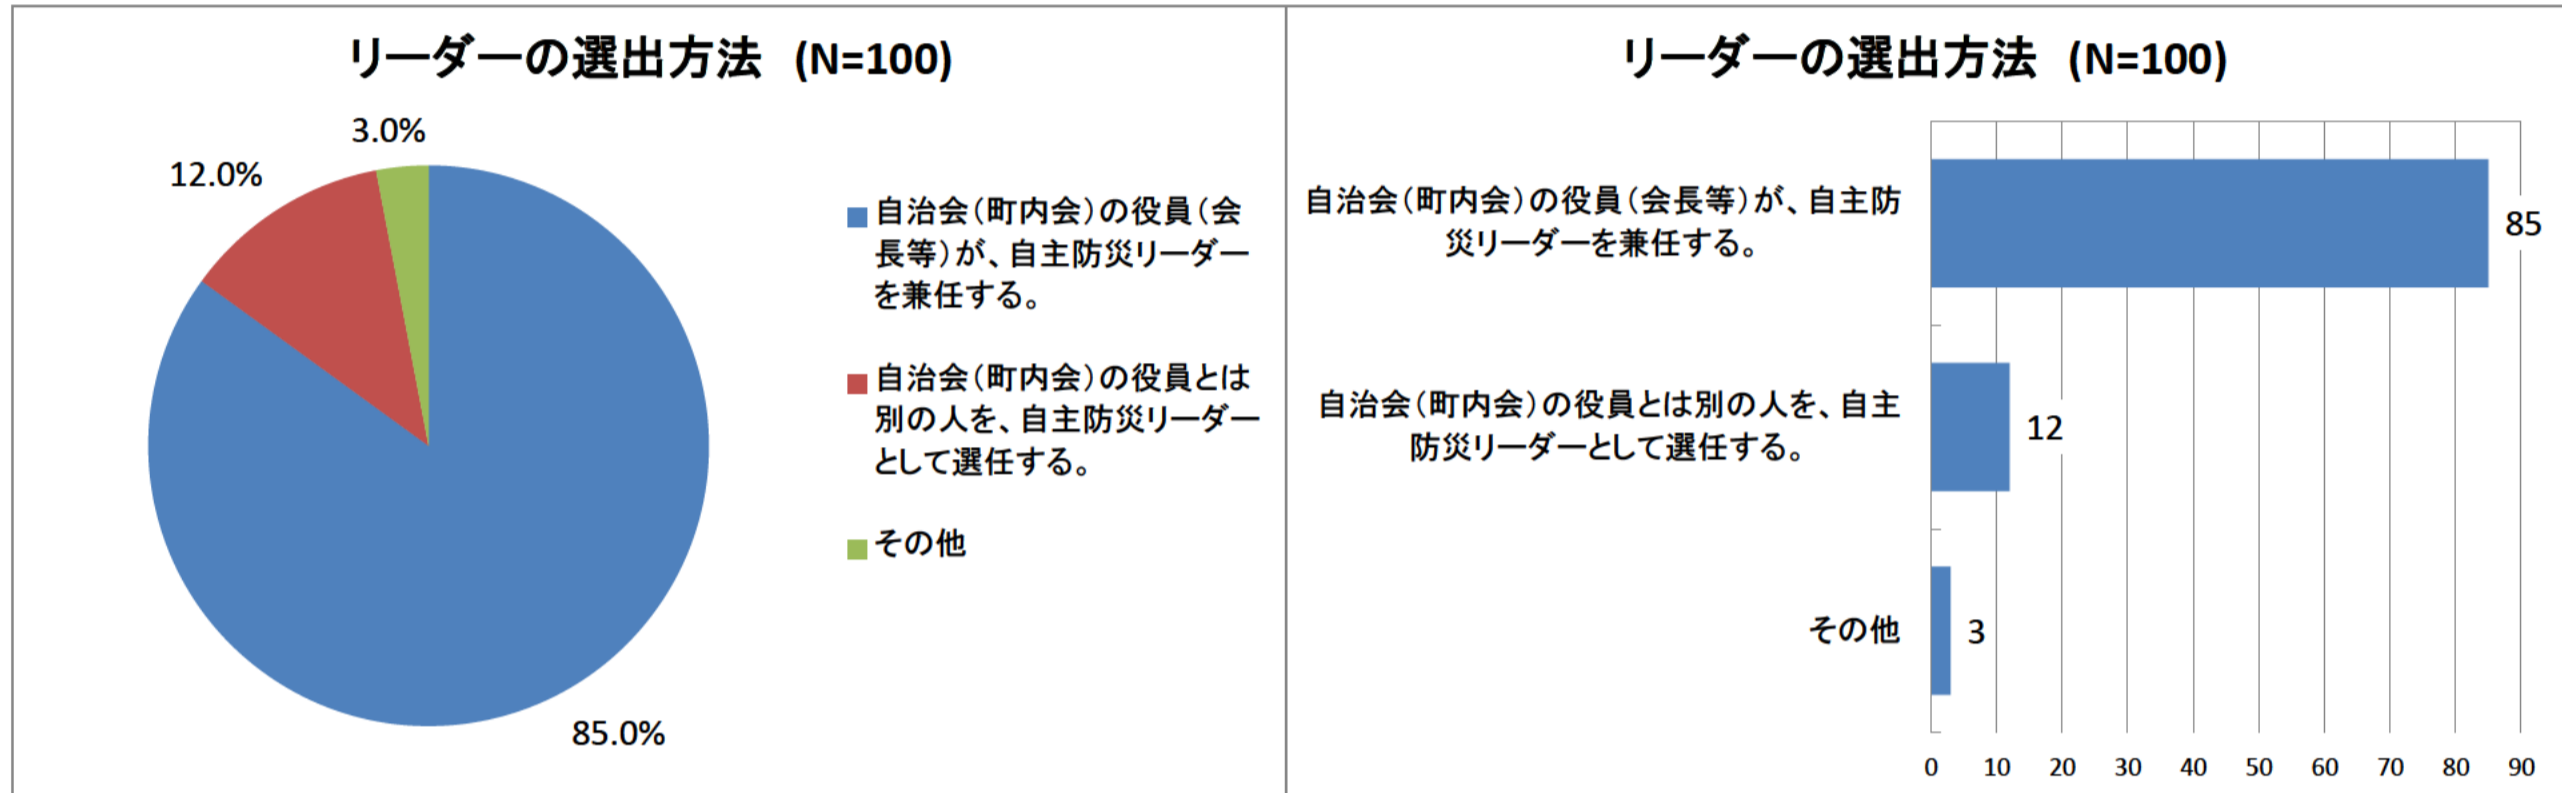 リーダーの選出方法 (N=100)
3.0%
12.0%
85.0%
自治会(町内会)の役員(会
長等)が、自主防災リーダー
を兼任する。
自治会(町内会)の役員とは
別の人を、自主防災リーダー
として選任する。
その他
リーダーの選出方法 (N=100)
自治会(町内会)の役員(会長等)が、自主防
災リーダーを兼任する。
85
自治会(町内会)の役員とは別の人を、自主
防災リーダーとして選任する。
12
その他
3
0 10 20 30 40 50 60 70 80 90